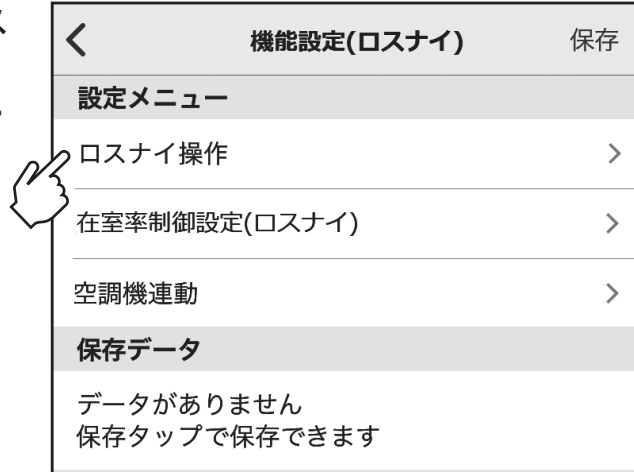 機能設定(ロスナイ)
保存
設定メニュー
ロスナイ操作
在室率制御設定(ロスナイ)
空調機連動
保存データ
データがありません
保存タップで保存できます